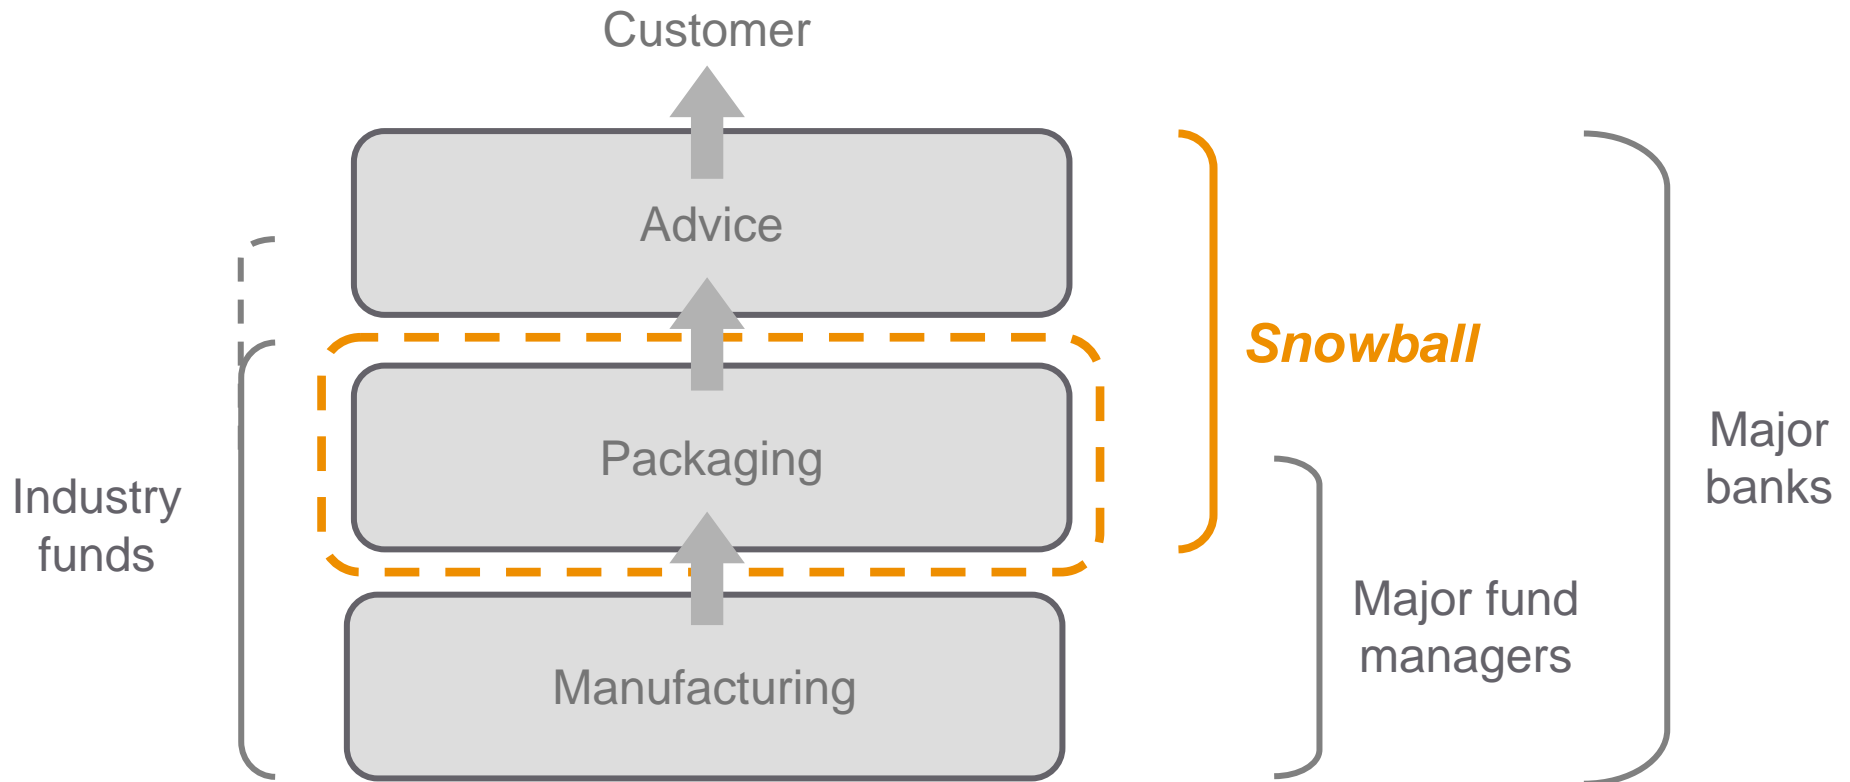 Customer
Advice
Snowball
Packaging
Major
banks
Industry
funds
Major fund
managers
Manufacturing